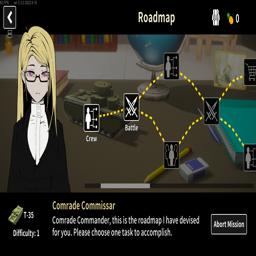 Roadmap
0
Crew
Battle
Comrade Commissar
T-35
Difficulty: 1
Comrade Commander, this is the roadmap I have devised
for you. Please choose one task to accomplish.
Abort Mission